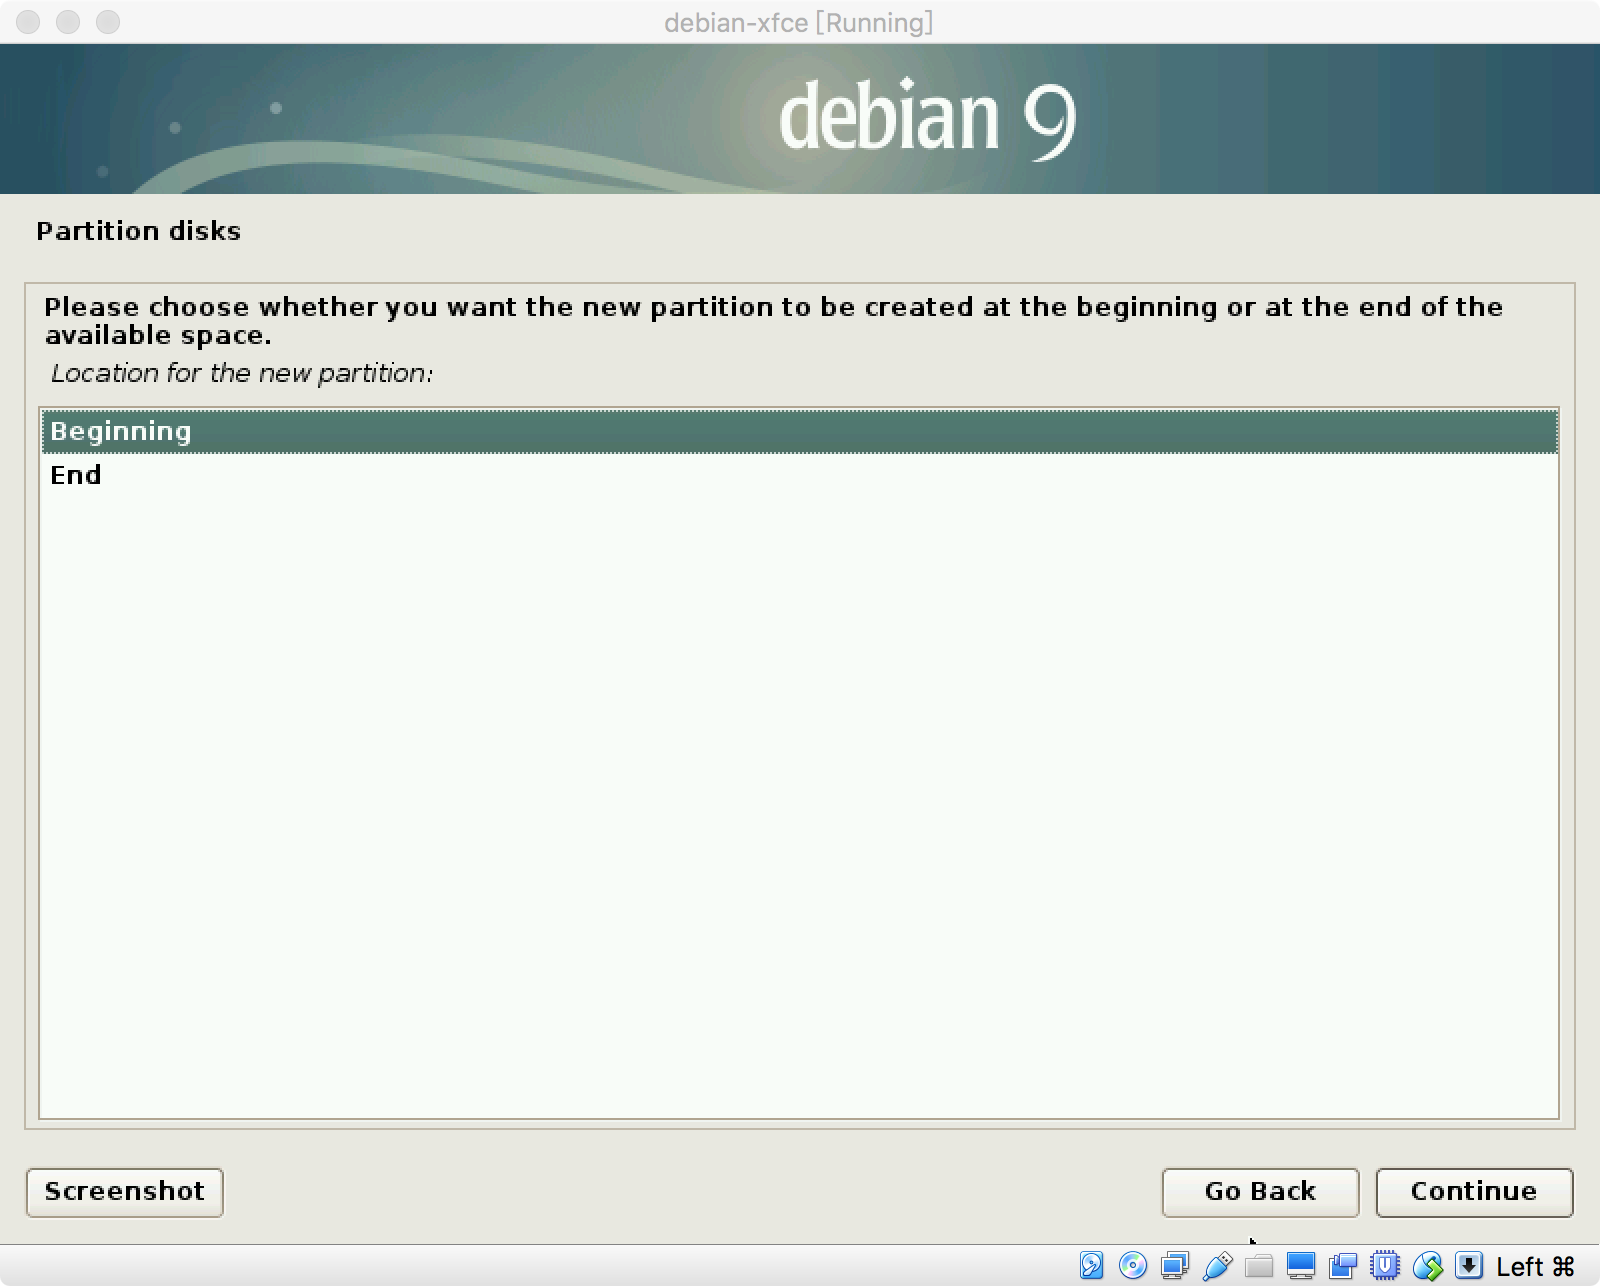 debian-xfce [Running]
debian 9
Partition disks
Please choose whether you want the new partition to be created at the beginning or at the end of the
available space.
Location for the new partition:
Beginning
End
Screenshot
Go Back
Continue
Left ⌘